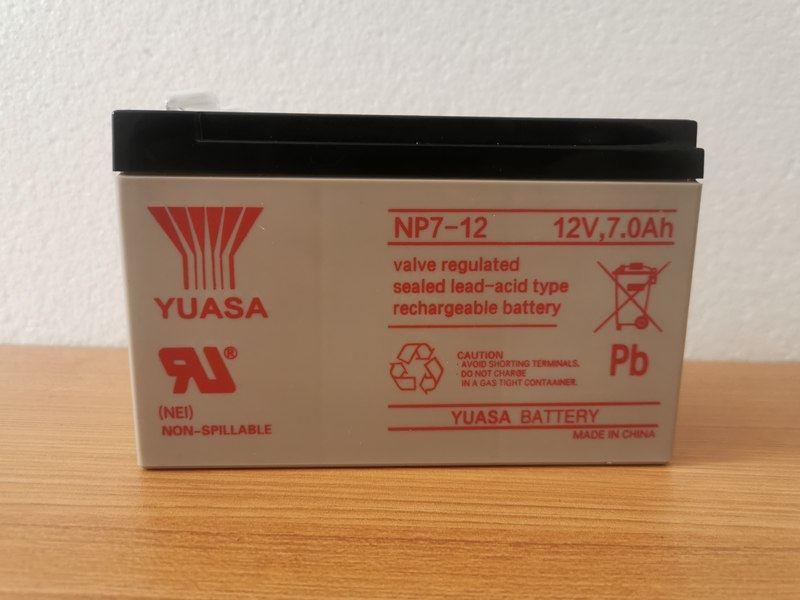 YUASA
RU®
(NEI)
NON-SPILLABLE
NP7-12 12V,7.0Ah
valve regulated
sealed lead-acid type
rechargeable battery
CAUTION
· AVOID SHORTING TERMINALS.
· DO NOT CHARGE
IN A GAS TIGHT CONTAINER.
Pb
YUASA BATTERY
MADE IN CHINA